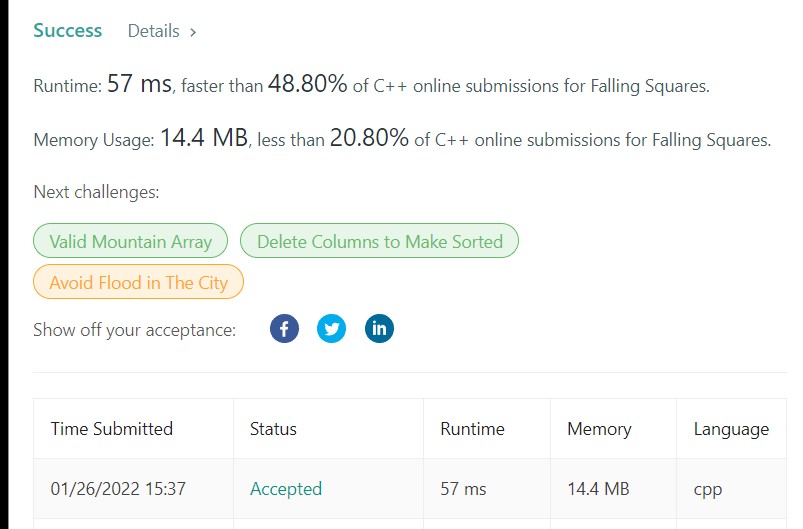 Success Details >
Runtime: 57 ms, faster than 48.80% of C++ online submissions for Falling Squares.
Memory Usage: 14.4 MB, less than 20.80% of C++ online submissions for Falling Squares.
Next challenges:
Valid Mountain Array Delete Columns to Make Sorted
Avoid Flood in The City
Show off your acceptance: f in
Time Submitted Status Runtime Memory Language
01/26/2022 15:37 Accepted 57 ms 14.4 MB cpp